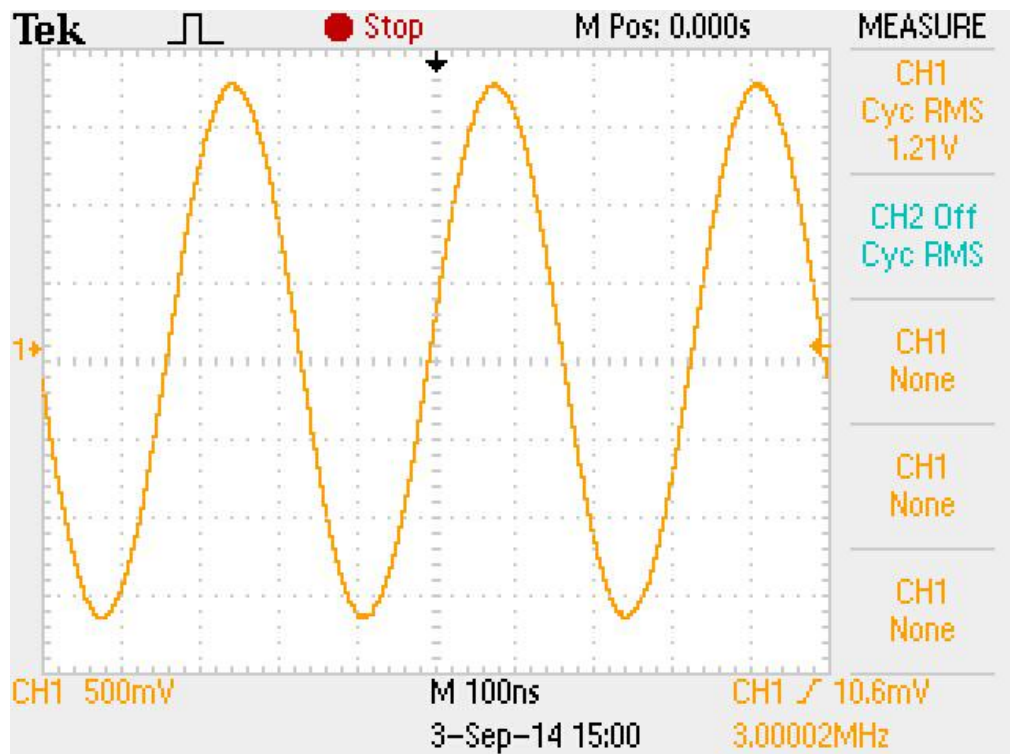 Tek Stop M Pos: 0.000s MEASURE
CH1
Cyc RMS
1.21V
CH2 Off
Cyc RMS
1
CH1
None
CH1
None
CH1
None
CH1 500mV M 100ns CH1 10.6mV
3-Sep-14 15:00 3.00002MHz